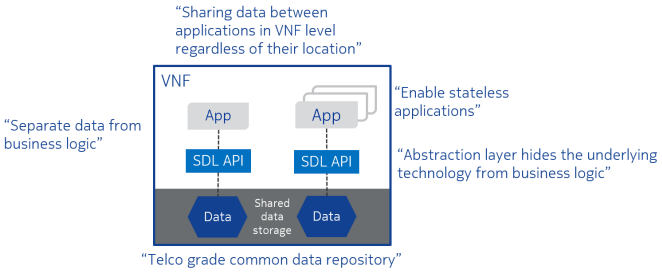 “Sharing data between
applications in VNF level
regardless of their location”
VNF
“Enable stateless
applications”
App
App
“Separate data from
business logic”
SDL API
SDL API
“Abstraction layer hides the underlying
technology from business logic”
Data
Shared
data
storage
Data
“Telco grade common data repository”